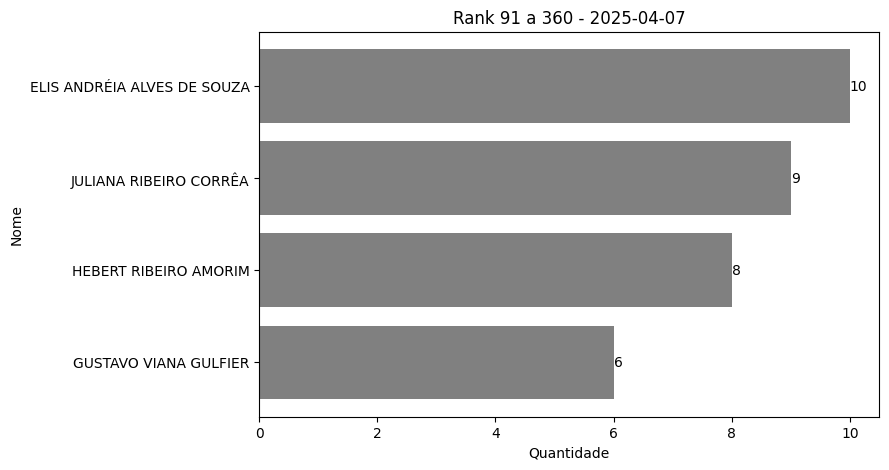 Rank 91 a 360 - 2025-04-07
ELIS ANDRÉIA ALVES DE SOUZA
10
JULIANA RIBEIRO CORRÊA
9
Nome
HEBERT RIBEIRO AMORIM
8
GUSTAVO VIANA GULFIER
6
0 2 4 6 8 10
Quantidade